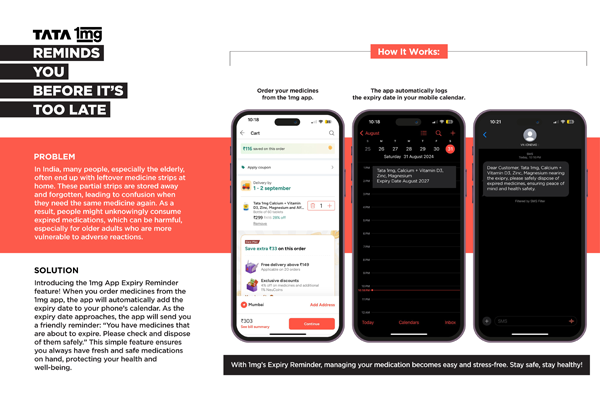 TATA 1mg
REMINDS
YOU
BEFORE IT'S
TOO LATE
PROBLEM
In India, many people, especially the elderly,
often end up with leftover medicine strips at
home. These partial strips are stored away
and forgotten, leading to confusion when
they need the same medicine again. As a
result, people might unknowingly consume
expired medications, which can be harmful,
especially for older adults who are more
vulnerable to adverse reactions.
SOLUTION
Introducing the 1mg App Expiry Reminder
feature! When you order medicines from the
1mg app, the app will automatically add the
expiry date to your phone's calendar. As the
expiry date approaches, the app will send you
a friendly reminder: "You have medicines that
are about to expire. Please check and dispose
of them safely." This simple feature ensures
you always have fresh and safe medications
on hand, protecting your health and
well-being.
How It Works:
Order your medicines
from the 1mg app.
10:18
Cart
₹116 saved on this order
Apply coupon
Delivery by
1 - 2 september
Tata 1mg Calcium + Vitamin
D3, Zinc, Magnesium and Alf...
1
₹299
Remove
Save extra ₹33 on this order
Free delivery above ₹149
Exclusive discounts
Mumbai
Add Address
₹303
See bill summary
Continue
The app automatically logs
the expiry date in your mobile calendar.
10:18
August
25 26 27 28 29 30 31
Saturday 31 August 2024
Tata 1mg, Calcium + Vitamin D3,
Zinc, Magnesium
Expiry Date August 2027
Today
Calendars
Inbox
10:21
Dear Customer, Tata 1mg, Calcium +
Vitamin D3, Zinc, Magnesium nearing
the expiry, please safely dispose of
expired medicines, ensuring peace of
mind and health safety.
SMS
With 1mg's Expiry Reminder, managing your medication becomes easy and stress-free. Stay safe, stay healthy!